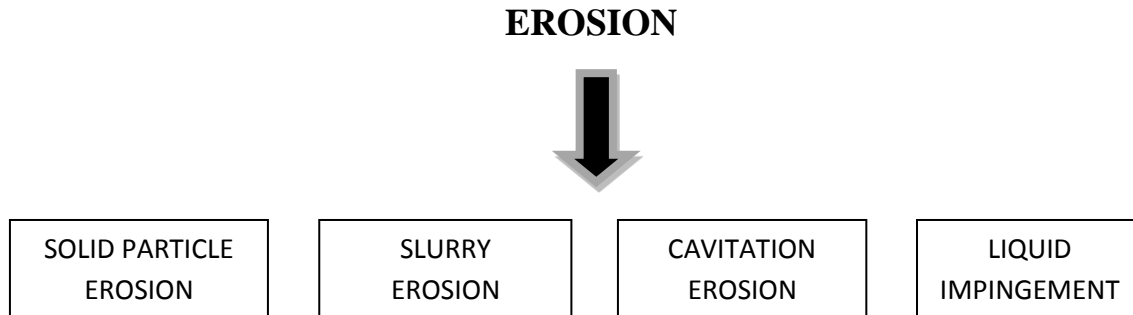 EROSION
SOLID PARTICLE
EROSION
SLURRY
EROSION
CAVITATION
EROSION
LIQUID
IMPINGEMENT